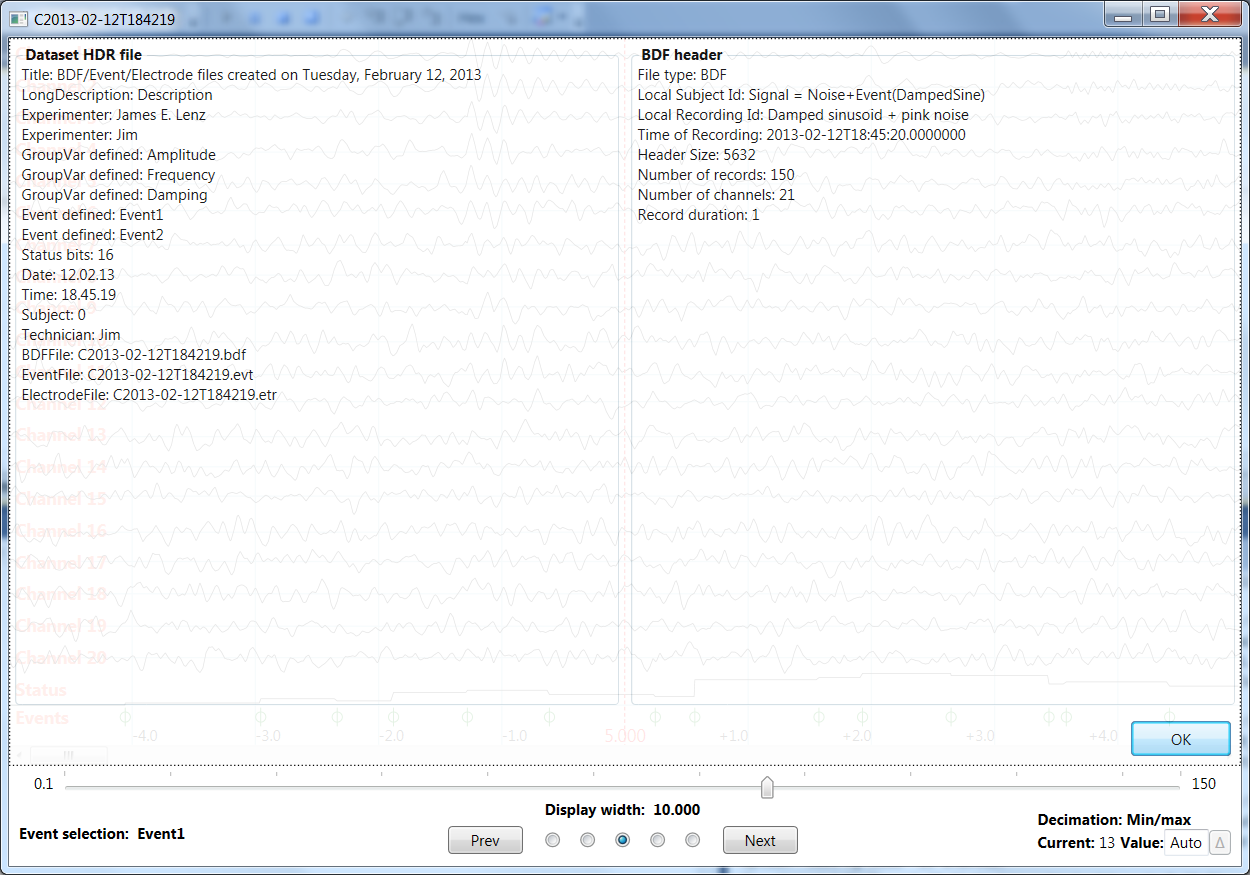 C2013-02-12T184219
Dataset HDR file
Title: BDF/Event/Electrode files created on Tuesday, February 12, 2013
LongDescription: Description
Experimenter: James E. Lenz
Experimenter: Jim
GroupVar defined: Amplitude
GroupVar defined: Frequency
GroupVar defined: Damping
Event defined: Event1
Event defined: Event2
Status bits: 16
Date: 12.02.13
Time: 18.45.19
Subject: 0
Technician: Jim
BDFFile: C2013-02-12T184219.bdf
EventFile: C2013-02-12T184219.evt
ElectrodeFile: C2013-02-12T184219.etr
BDF header
File type: BDF
Local Subject Id: Signal = Noise+Event(DampedSine)
Local Recording Id: Damped sinusoid + pink noise
Time of Recording: 2013-02-12T18:45:20.0000000
Header Size: 5632
Number of records: 150
Number of channels: 21
Record duration: 1
Channel 12
Channel 13
Channel 14
Channel 15
Channel 16
Channel 17
Channel 18
Channel 19
Channel 20
Status
Events
-4.0 -3.0 -2.0 -1.0 5.000 +1.0 +2.0 +3.0 +4.0
OK
0.1 150
Display width: 10.000
Event selection: Event1
Prev Next
Decimation: Min/max
Current: 13 Value: Auto Δ